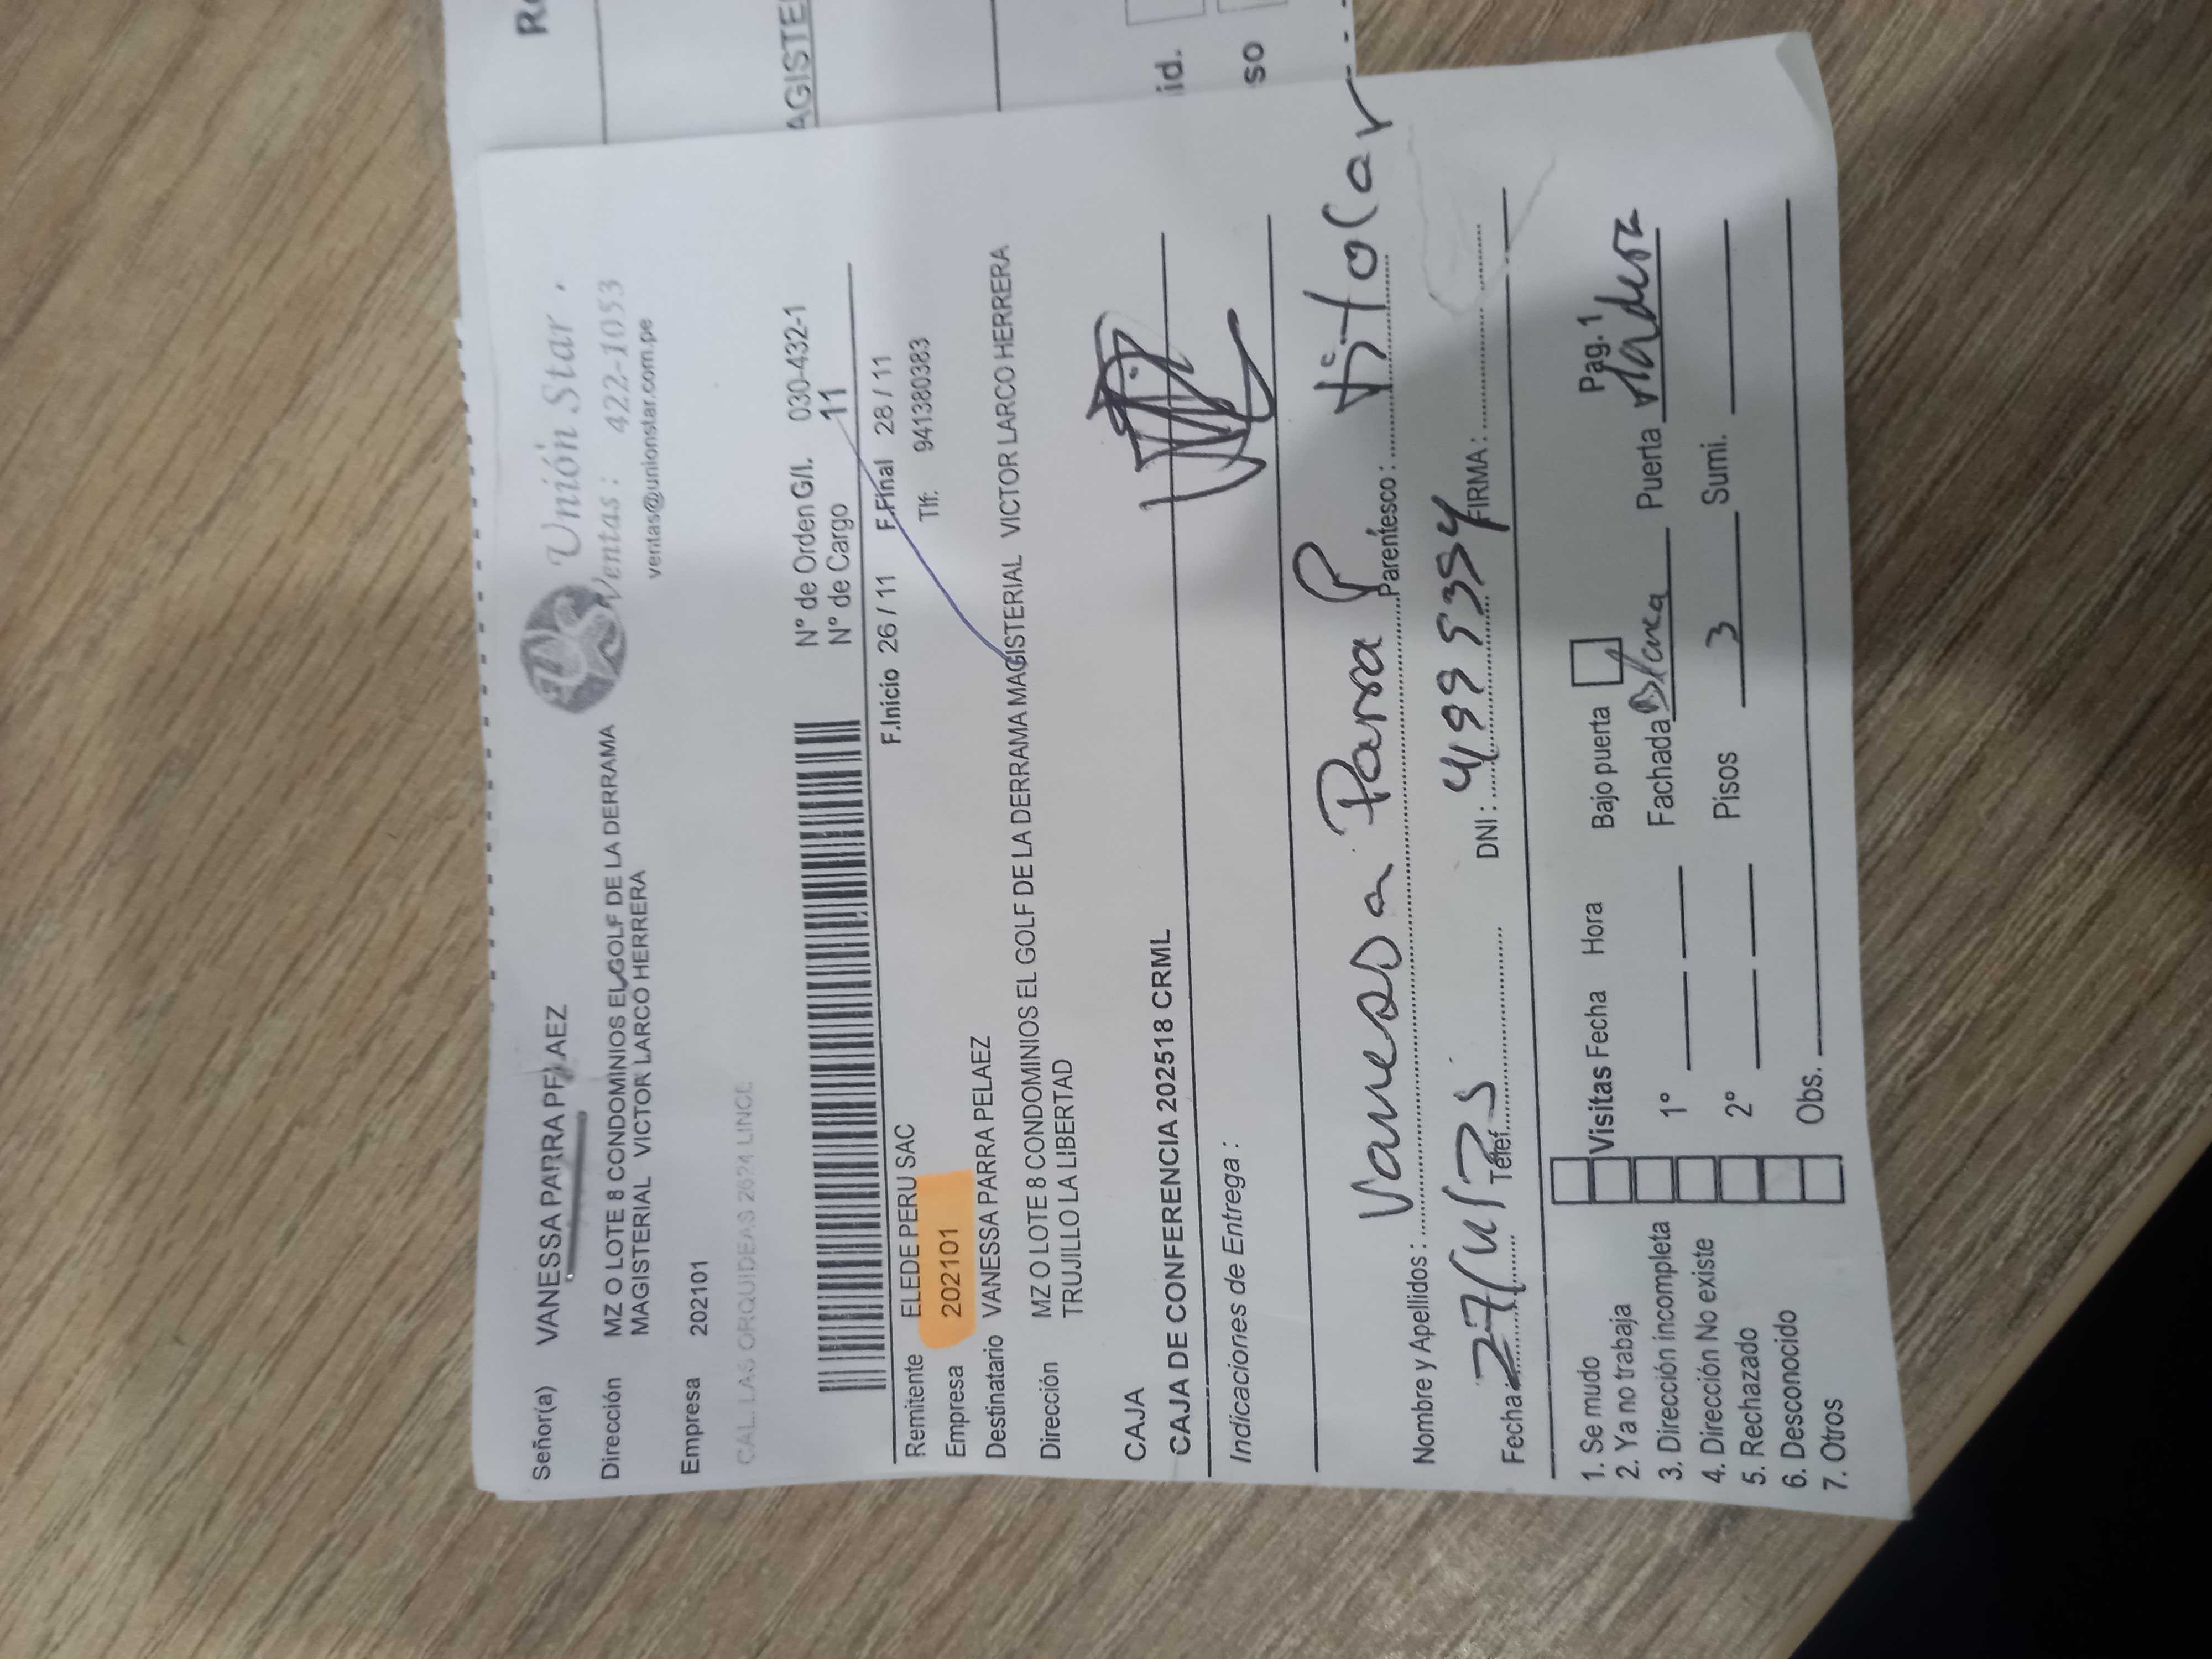 Unión Star.
Ventas: 422-1053
ventas@unionstar.com.pe
Señor(a) VANESSA PARRA PELAEZ
Dirección MZ O LOTE 8 CONDOMINIOS EL GOLF DE LA DERRAMA
MAGISTERIAL VICTOR LARCO HERRERA
Empresa 202101
CAL. LAS ORQUIDEAS 2624 LINCE
N° de Orden G/I. 030-432-1
N° de Cargo 11
F.Inicio 26 / 11 F.Final 28 / 11
Remitente ELEDE PERU SAC
Empresa 202101 Tlf: 941380383
Destinatario VANESSA PARRA PELAEZ
Dirección MZ O LOTE 8 CONDOMINIOS EL GOLF DE LA DERRAMA MAGISTERIAL VICTOR LARCO HERRERA
TRUJILLO LA LIBERTAD
CAJA
CAJA DE CONFERENCIA 202518 CRML
Indicaciones de Entrega :
Nombre y Apellidos : Vanessa Parra P Parentesco : titular
Fecha 27/11/25 Telef. DNI : 41999354 FIRMA :
1. Se mudo
2. Ya no trabaja
3. Dirección incompleta
4. Dirección No existe
5. Rechazado
6. Desconocido
7. Otros
Visitas Fecha Hora Bajo puerta Pag. 1
1° Fachada Blanca Puerta Madera
2° Pisos 3 Sumi.
Obs.
AGISTE
id.
so